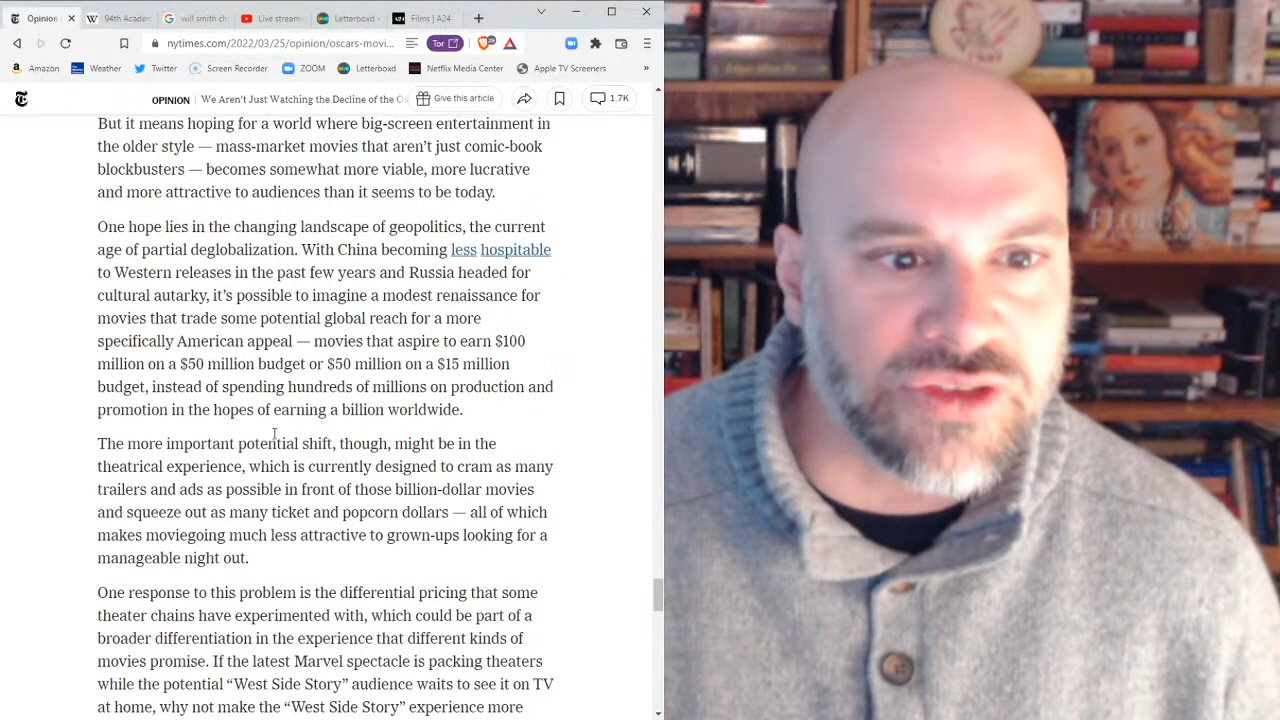 Opinion
94th Academ
will smith ch
Live streami
Letterboxd •
Films | A24
nytimes.com/2022/03/25/opinion/oscars-movi...
Tor
Amazon
Weather
Twitter
Screen Recorder
ZOOM
Letterboxd
Netflix Media Center
Apple TV Screeners
OPINION
We Aren't Just Watching the Decline of the O
Give this article
1.7K
But it means hoping for a world where big-screen entertainment in
the older style — mass-market movies that aren't just comic-book
blockbusters — becomes somewhat more viable, more lucrative
and more attractive to audiences than it seems to be today.
One hope lies in the changing landscape of geopolitics, the current
age of partial deglobalization. With China becoming less hospitable
to Western releases in the past few years and Russia headed for
cultural autarky, it's possible to imagine a modest renaissance for
movies that trade some potential global reach for a more
specifically American appeal — movies that aspire to earn $100
million on a $50 million budget or $50 million on a $15 million
budget, instead of spending hundreds of millions on production and
promotion in the hopes of earning a billion worldwide.
The more important potential shift, though, might be in the
theatrical experience, which is currently designed to cram as many
trailers and ads as possible in front of those billion-dollar movies
and squeeze out as many ticket and popcorn dollars — all of which
makes moviegoing much less attractive to grown-ups looking for a
manageable night out.
One response to this problem is the differential pricing that some
theater chains have experimented with, which could be part of a
broader differentiation in the experience that different kinds of
movies promise. If the latest Marvel spectacle is packing theaters
while the potential “West Side Story” audience waits to see it on TV
at home, why not make the “West Side Story” experience more
Edgar Allan Poe
FLORENCE